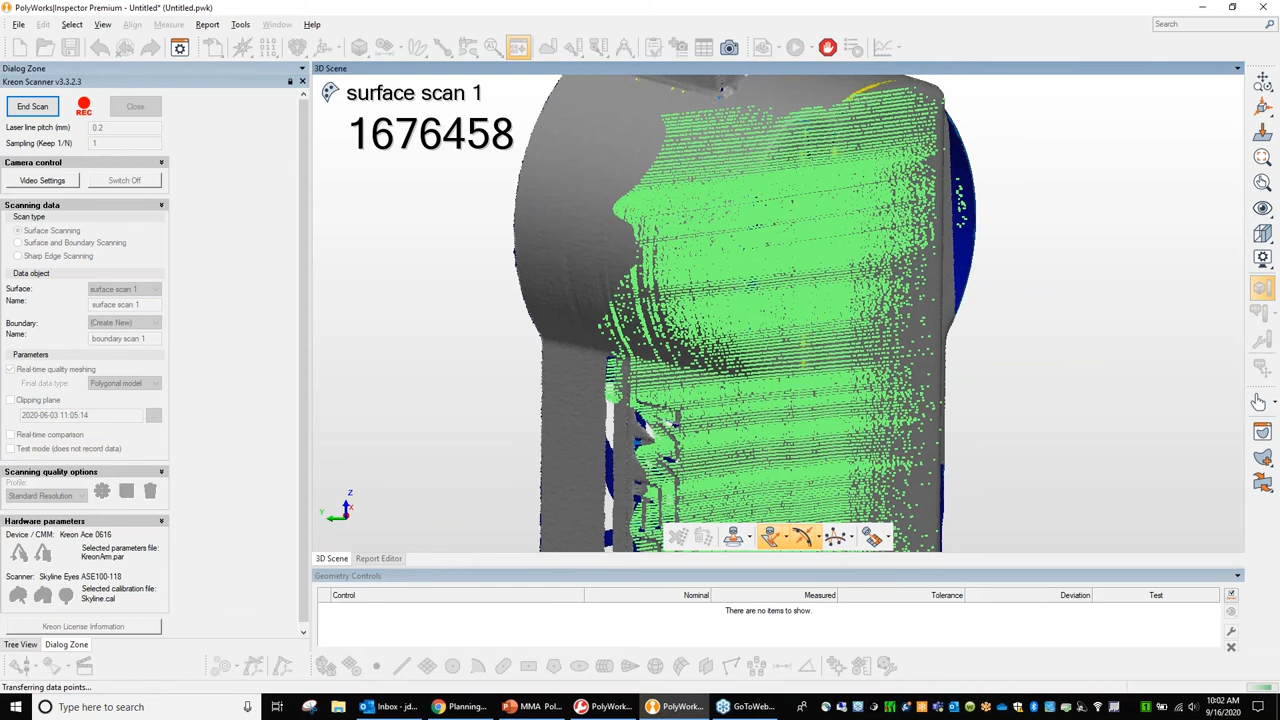 PolyWorks|Inspector Premium - Untitled* (Untitled.pwk)
File Edit Select View Align Measure Report Tools Window Help
Search
Dialog Zone
3D Scene
Kreon Scanner v3.3.2.3
End Scan
REC
Close
Laser line pitch (mm) 0.2
Sampling (Keep 1/N) 1
Camera control
Video Settings
Switch Off
Scanning data
Scan type
Surface Scanning
Surface and Boundary Scanning
Sharp Edge Scanning
Data object
Surface: surface scan 1
Name: surface scan 1
Boundary: (Create New)
Name: boundary scan 1
Parameters
Real-time quality meshing
Final data type: Polygonal model
Clipping plane
2020-06-03 11:05:14
...
Real-time comparison
Test mode (does not record data)
Scanning quality options
Profile:
Standard Resolution
Hardware parameters
Device / CMM: Kreon Ace 0616
Selected parameters file:
KreonArm.par
Scanner: Skyline Eyes ASE100-118
Selected calibration file:
Skyline.cal
Kreon License Information
Tree View Dialog Zone
surface scan 1
1676458
Z
Y
X
3D Scene Report Editor
Geometry Controls
Control Nominal Measured Tolerance Deviation Test
There are no items to show.
Transferring data points...
Type here to search
Inbox - jd...
Planning...
MMA Pol...
PolyWork...
PolyWork...
GoToWeb...
10:02 AM
9/16/2020